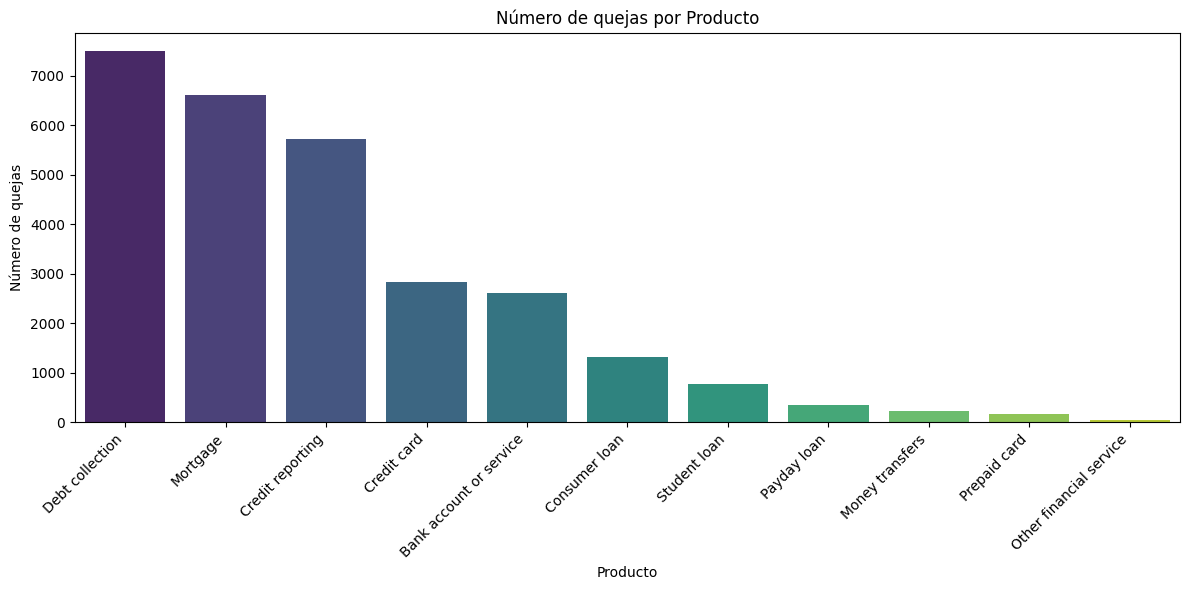 Número de quejas por Producto
Número de quejas
7000
6000
5000
4000
3000
2000
1000
0
Debt collection
Mortgage
Credit reporting
Credit card
Bank account or service
Consumer loan
Student loan
Payday loan
Money transfers
Prepaid card
Other financial service
Producto